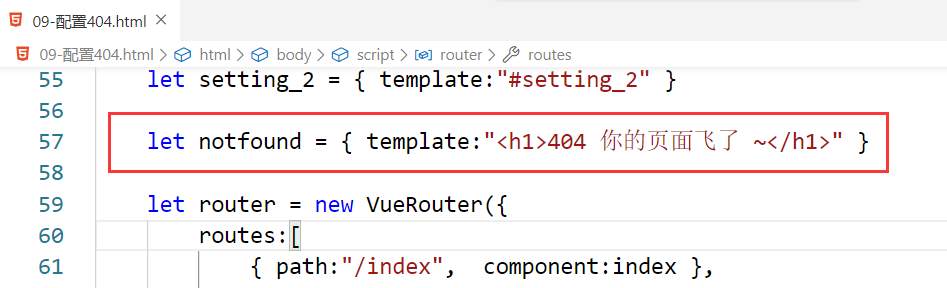 09-配置404.html ×
09-配置404.html > html > body > script > router > routes
55 let setting_2 = { template:"#setting_2" }
56
57 let notfound = { template:"<h1>404 你的页面飞了 ~</h1>" }
58
59 let router = new VueRouter({
60 routes:[
61 { path:"/index",  component:index },